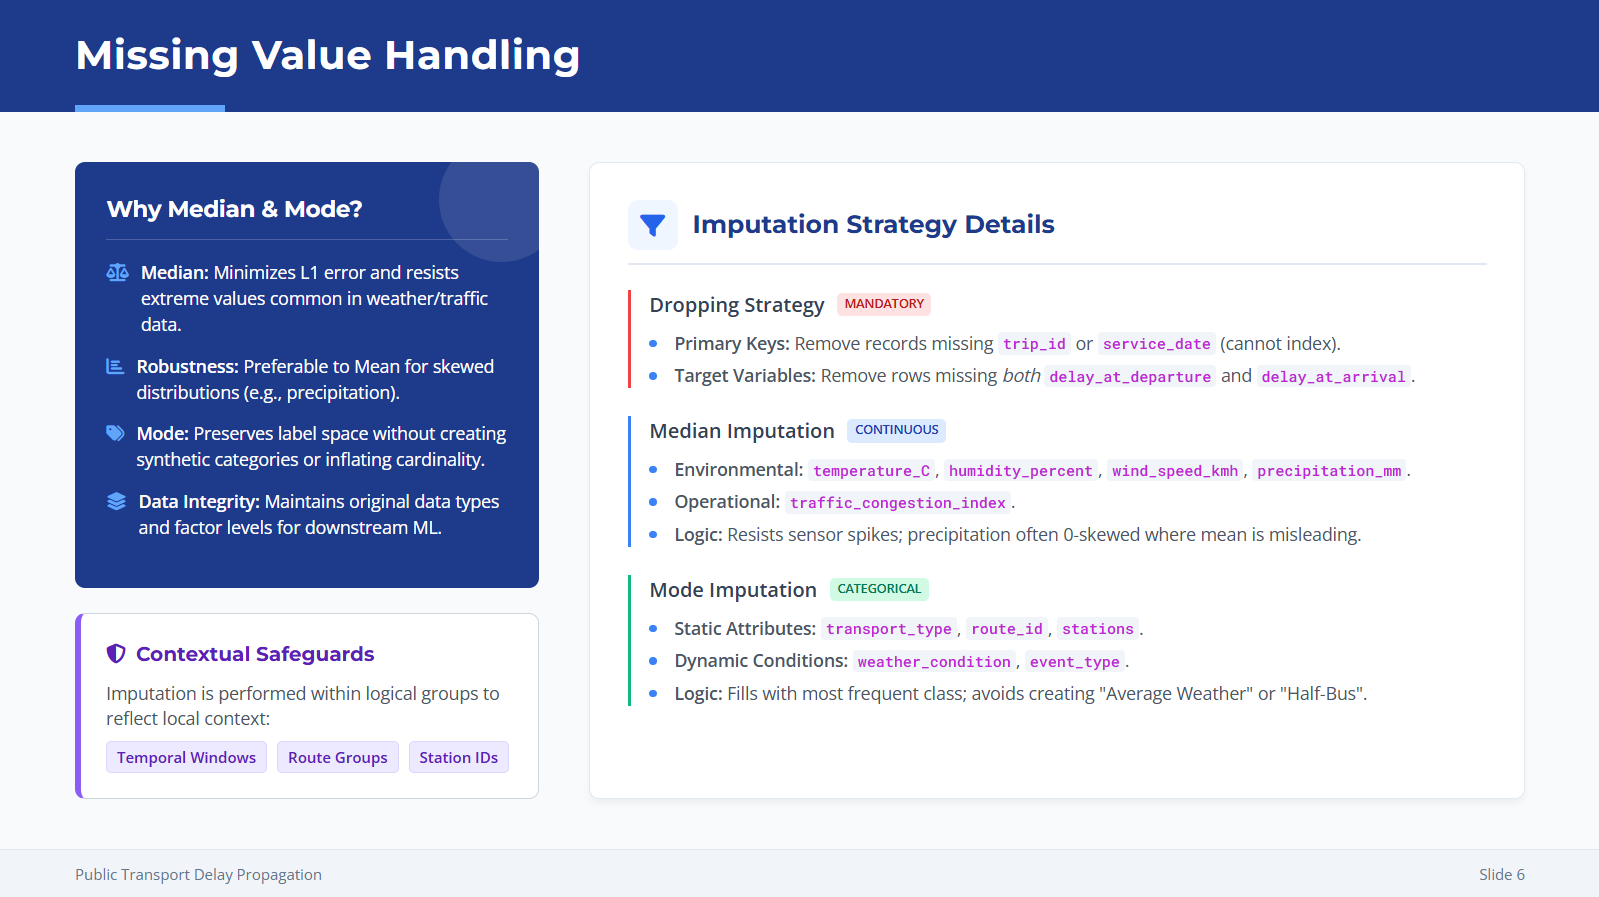 Missing Value Handling
Why Median & Mode?
Median: Minimizes L1 error and resists
extreme values common in weather/traffic
data.
Robustness: Preferable to Mean for skewed
distributions (e.g., precipitation).
Mode: Preserves label space without creating
synthetic categories or inflating cardinality.
Data Integrity: Maintains original data types
and factor levels for downstream ML.
Contextual Safeguards
Imputation is performed within logical groups to
reflect local context:
Temporal Windows Route Groups Station IDs
Imputation Strategy Details
Dropping Strategy MANDATORY
Primary Keys: Remove records missing trip_id or service_date (cannot index).
Target Variables: Remove rows missing both delay_at_departure and delay_at_arrival.
Median Imputation CONTINUOUS
Environmental: temperature_C, humidity_percent, wind_speed_kmh, precipitation_mm.
Operational: traffic_congestion_index.
Logic: Resists sensor spikes; precipitation often 0-skewed where mean is misleading.
Mode Imputation CATEGORICAL
Static Attributes: transport_type, route_id, stations.
Dynamic Conditions: weather_condition, event_type.
Logic: Fills with most frequent class; avoids creating "Average Weather" or "Half-Bus".
Public Transport Delay Propagation
Slide 6